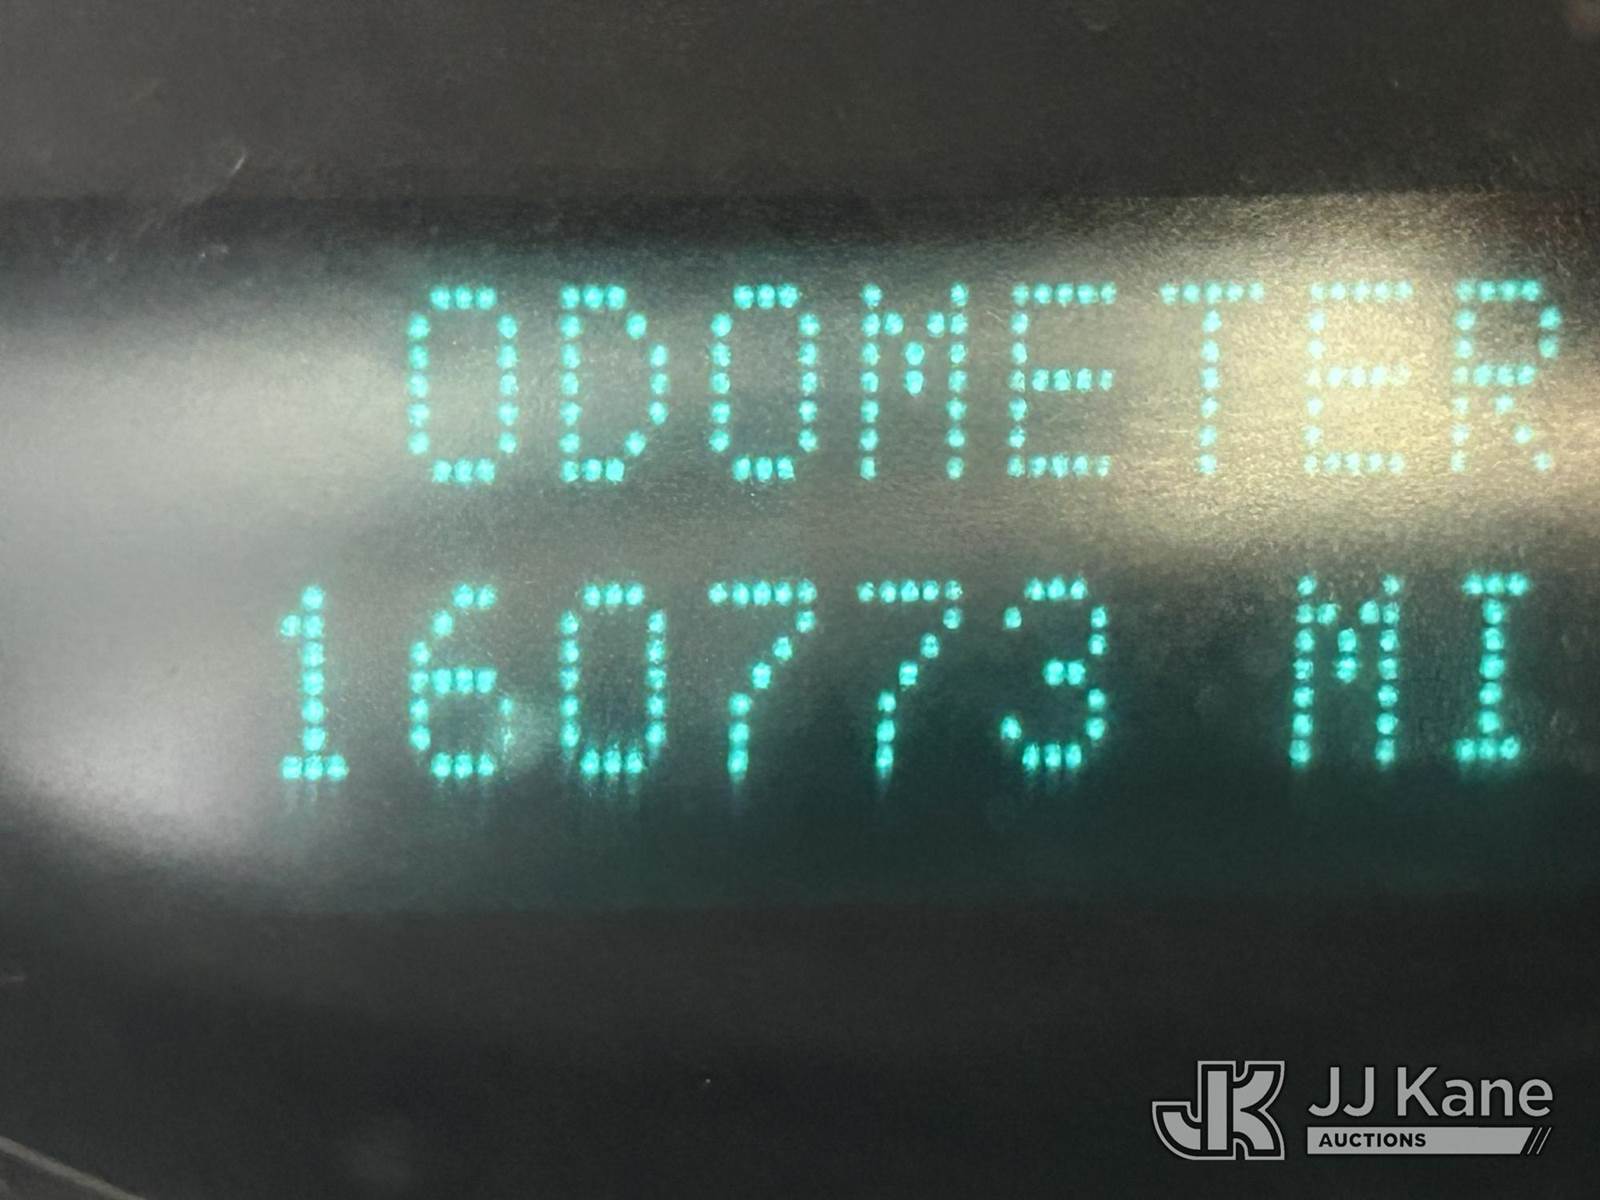 ODOMETER
160773 MI
JK JJ Kane
AUCTIONS